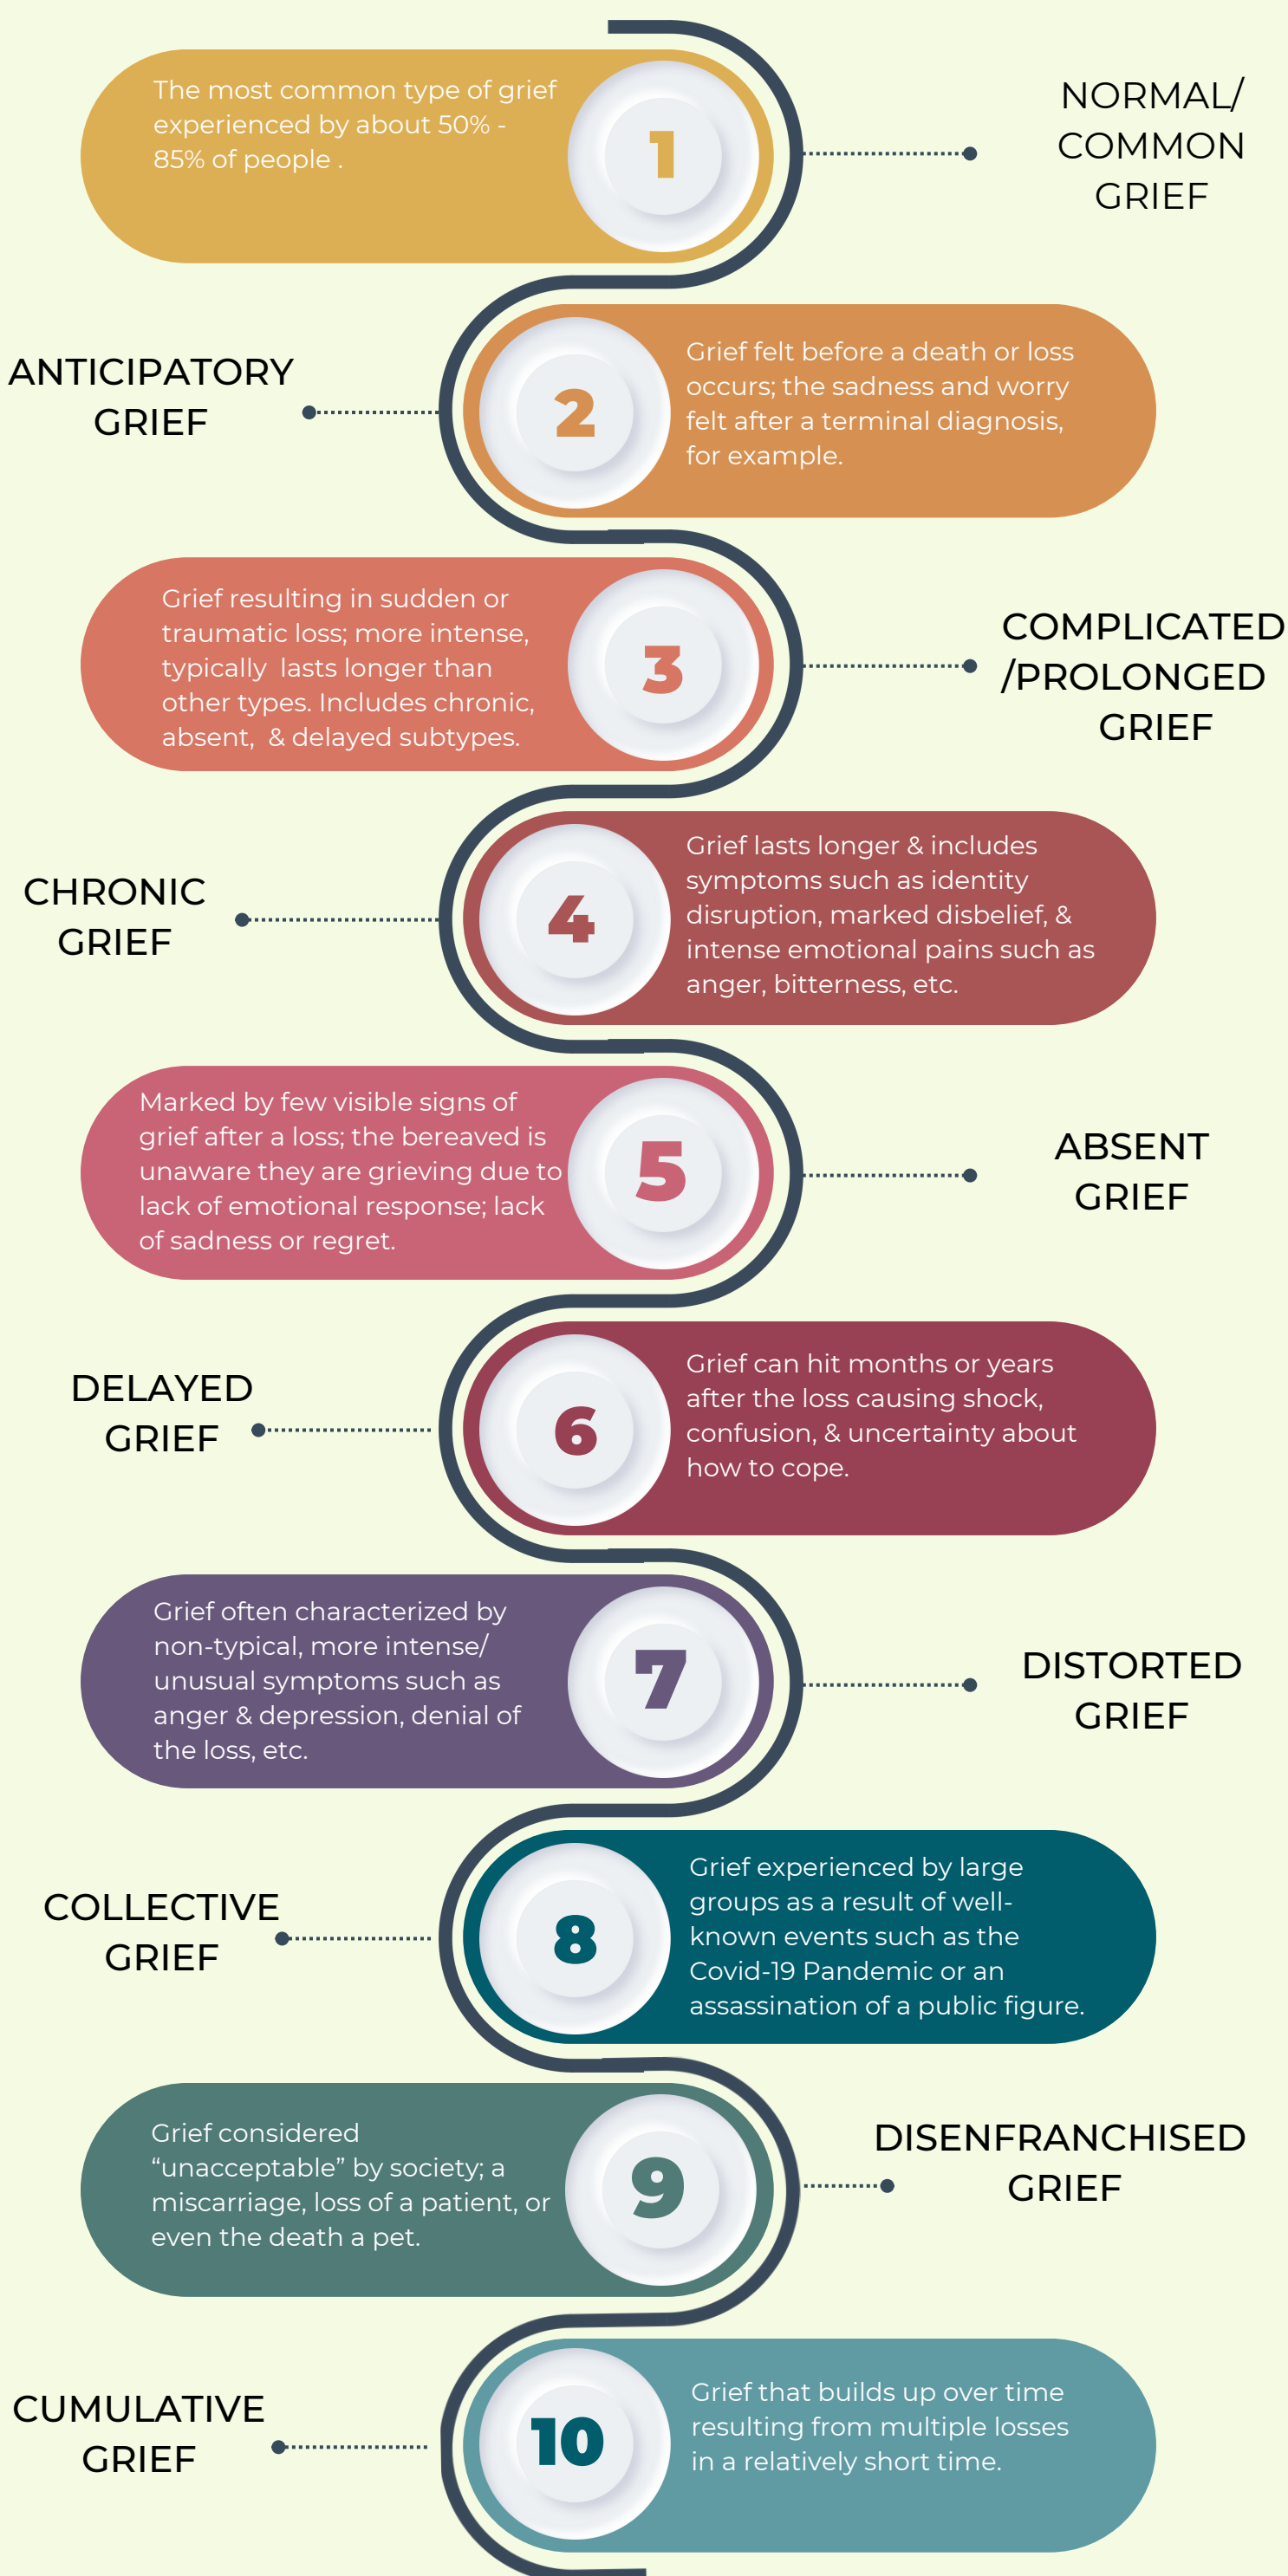 The most common type of grief
experienced by about 50% -
85% of people .
1
NORMAL/
COMMON
GRIEF
ANTICIPATORY
GRIEF
2
Grief felt before a death or loss
occurs; the sadness and worry
felt after a terminal diagnosis,
for example.
Grief resulting in sudden or
traumatic loss; more intense,
typically  lasts longer than
other types. Includes chronic,
absent,  & delayed subtypes.
3
COMPLICATED
/PROLONGED
GRIEF
CHRONIC
GRIEF
4
Grief lasts longer & includes
symptoms such as identity
disruption, marked disbelief, &
intense emotional pains such as
anger, bitterness, etc.
Marked by few visible signs of
grief after a loss; the bereaved is
unaware they are grieving due to
lack of emotional response; lack
of sadness or regret.
5
ABSENT
GRIEF
DELAYED
GRIEF
6
Grief can hit months or years
after the loss causing shock,
confusion, & uncertainty about
how to cope.
Grief often characterized by
non-typical, more intense/
unusual symptoms such as
anger & depression, denial of
the loss, etc.
7
DISTORTED
GRIEF
COLLECTIVE
GRIEF
8
Grief experienced by large
groups as a result of well-
known events such as the
Covid-19 Pandemic or an
assassination of a public figure.
Grief considered
“unacceptable” by society; a
miscarriage, loss of a patient, or
even the death a pet.
9
DISENFRANCHISED
GRIEF
CUMULATIVE
GRIEF
10
Grief that builds up over time
resulting from multiple losses
in a relatively short time.